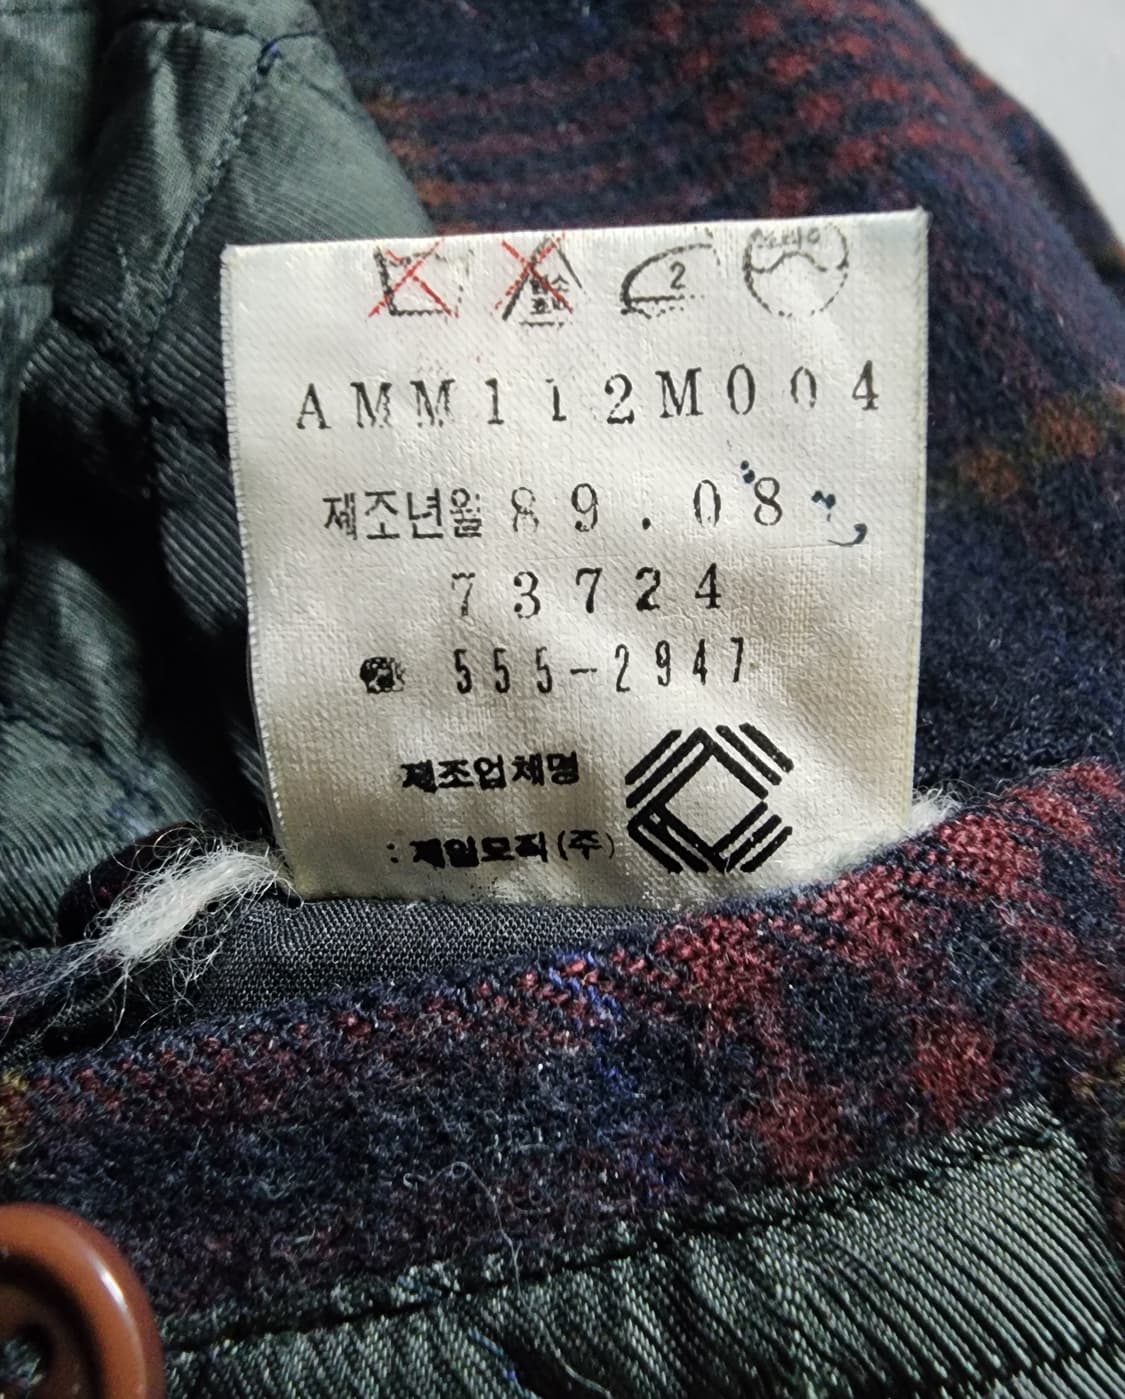 2
AMM112M004
제조년월 89.08
73724
☎ 555-2947
제조업체명
: 제일모직(주)